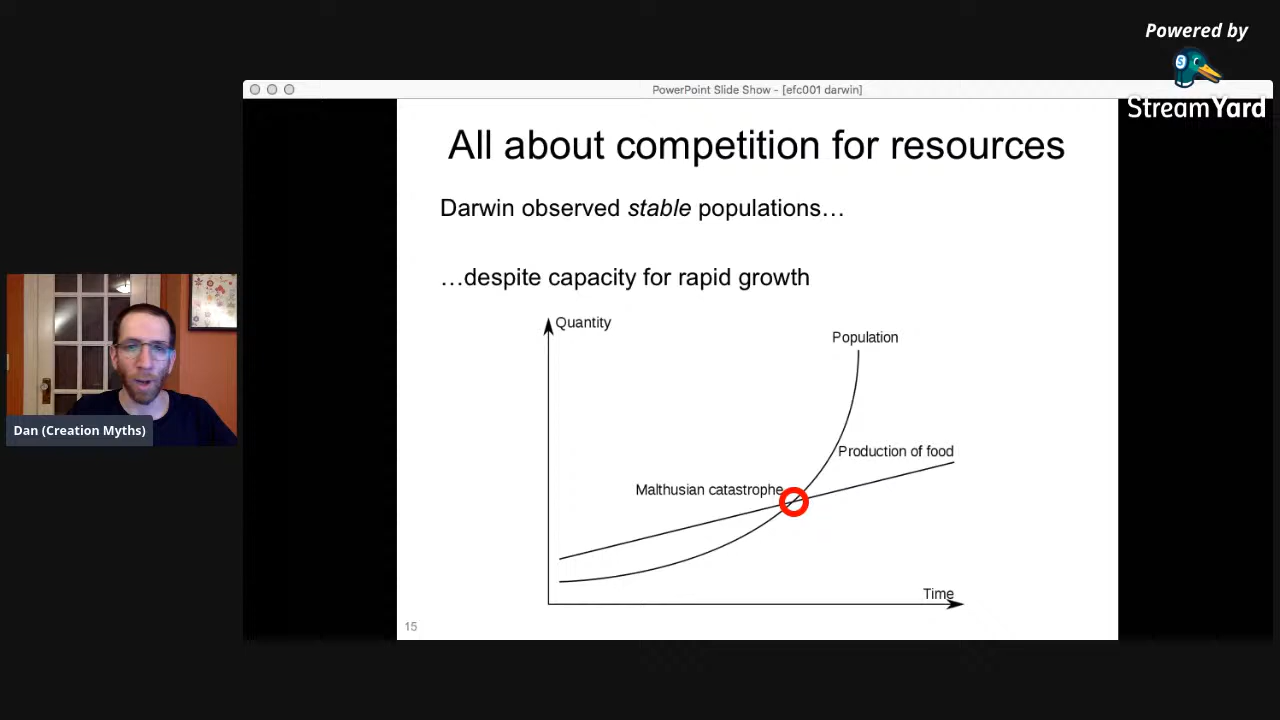 Powered by
StreamYard
PowerPoint Slide Show - [efc001 darwin]
All about competition for resources
Darwin observed stable populations…
…despite capacity for rapid growth
Quantity
Population
Production of food
Malthusian catastrophe
Time
15
Dan (Creation Myths)